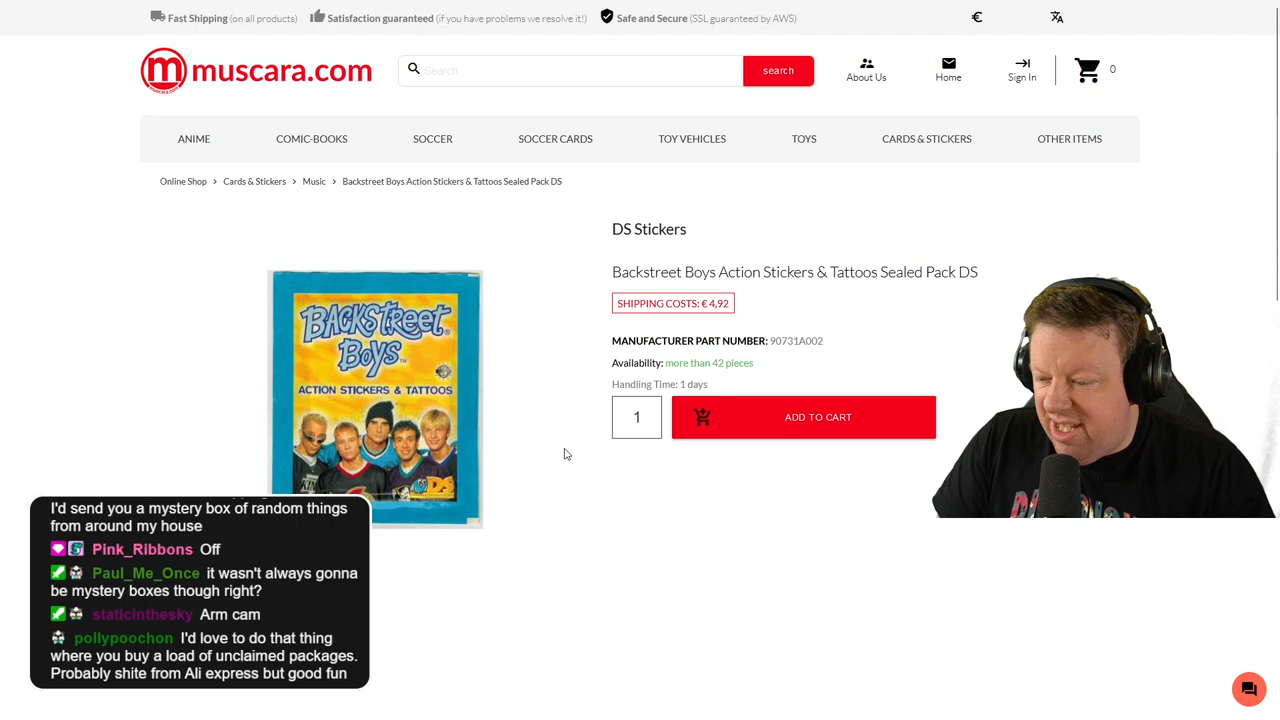 Fast Shipping (on all products)
Satisfaction guaranteed (if you have problems we resolve it!)
Safe and Secure (SSL guaranteed by AWS)
€
muscara.com
Search...
search
About Us
Home
Sign In
0
ANIME
COMIC-BOOKS
SOCCER
SOCCER CARDS
TOY VEHICLES
TOYS
CARDS & STICKERS
OTHER ITEMS
Online Shop > Cards & Stickers > Music > Backstreet Boys Action Stickers & Tattoos Sealed Pack DS
DS Stickers
Backstreet Boys Action Stickers & Tattoos Sealed Pack DS
SHIPPING COSTS: € 4,92
MANUFACTURER PART NUMBER: 90731A002
Availability: more than 42 pieces
Handling Time: 1 days
1
ADD TO CART
BACKSTREET
BOYS™
ACTION STICKERS & TATTOOS
DS
I'd send you a mystery box of random things
from around my house
Pink_Ribbons Off
Paul_Me_Once it wasn't always gonna
be mystery boxes though right?
staticinthesky Arm cam
pollypoochon I'd love to do that thing
where you buy a load of unclaimed packages.
Probably shite from Ali express but good fun